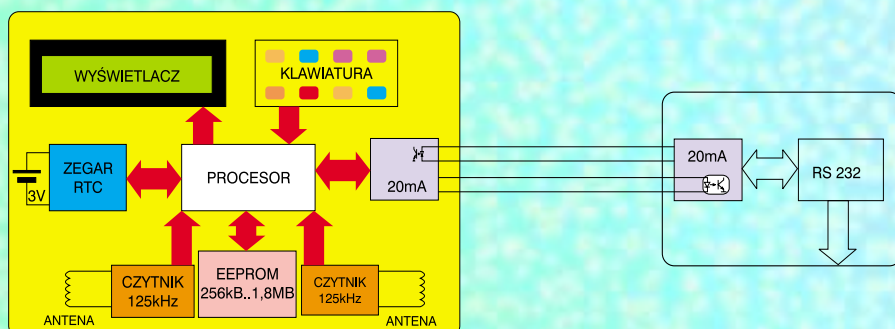 WYŚWIETLACZ
KLAWIATURA
ZEGAR
RTC
3V
PROCESOR
20mA
20mA
RS 232
CZYTNIK
125kHz
EEPROM
256kB..1,8MB
CZYTNIK
125kHz
ANTENA
ANTENA